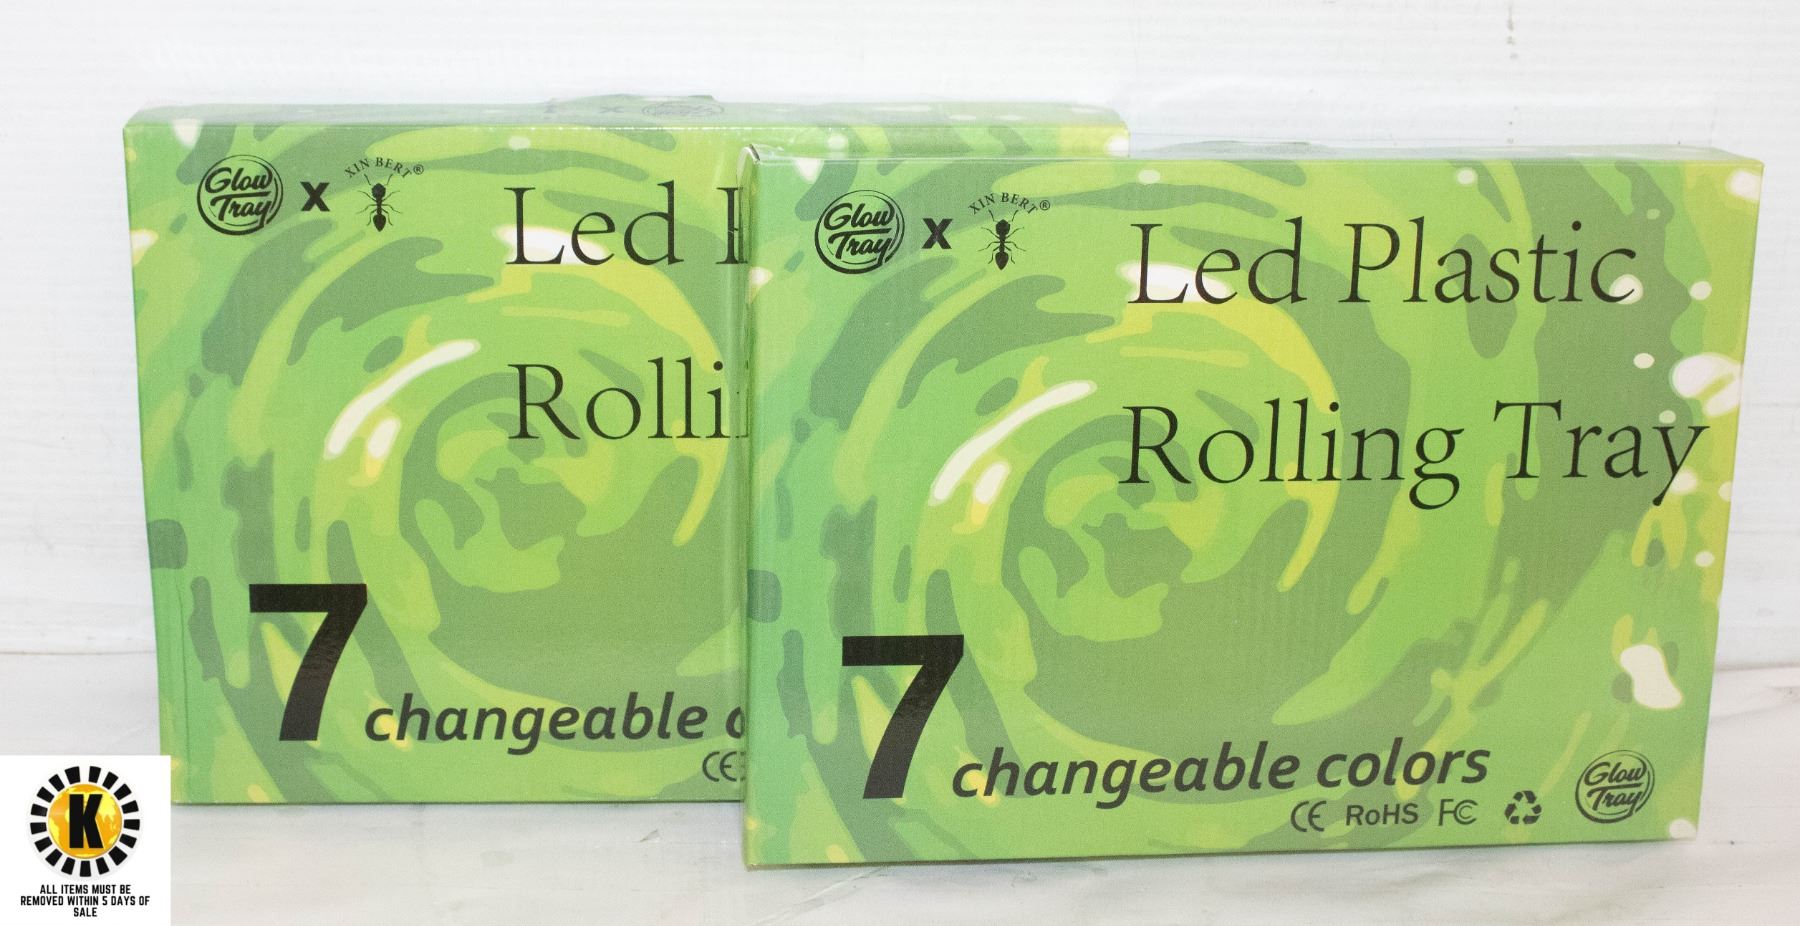 Glow
Tray
X
XIN BERT®
Led
Rolli
7 changeable
CE
Glow
Tray
X
XIN BERT®
Led Plastic
Rolling Tray
7 changeable colors
CE RoHS FC
Glow
Tray
K
ALL ITEMS MUST BE
REMOVED WITHIN 5 DAYS OF
SALE